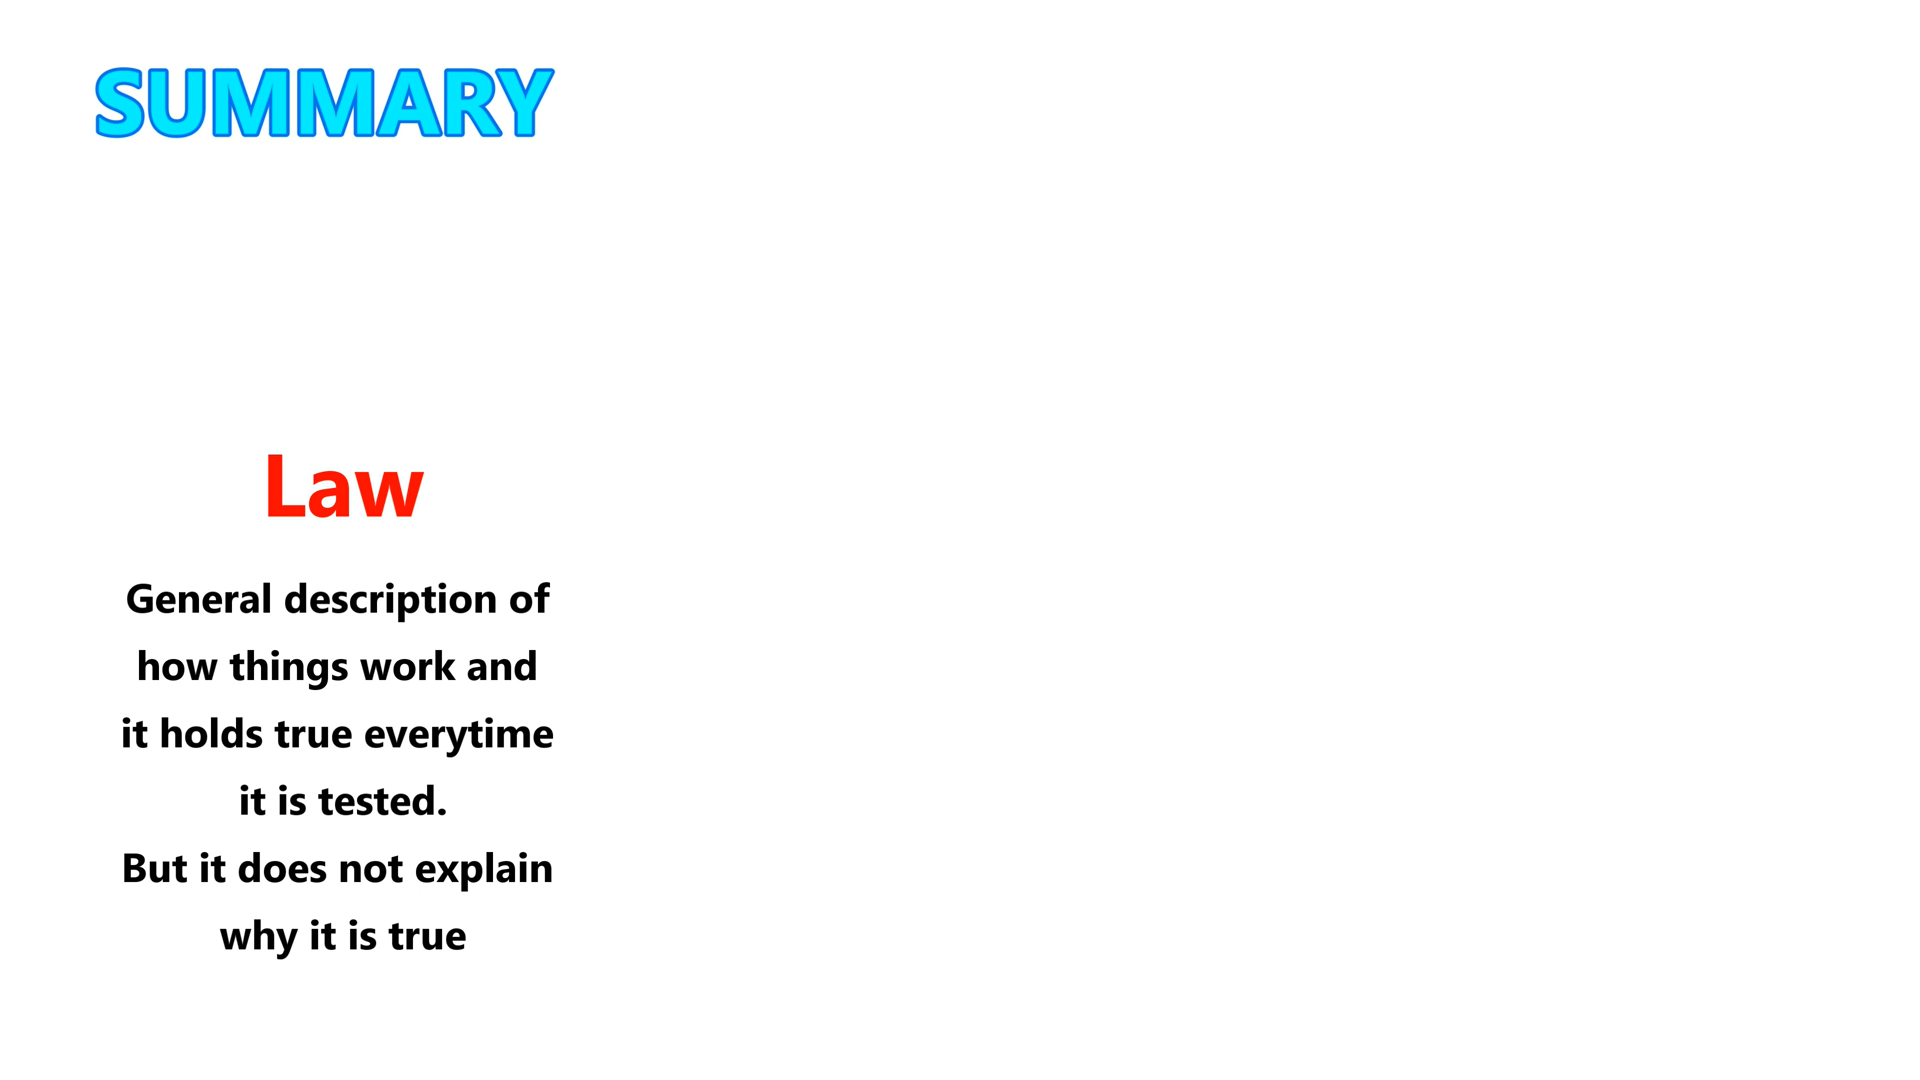 SUMMARY
Law
General description of
how things work and
it holds true everytime
it is tested.
But it does not explain
why it is true